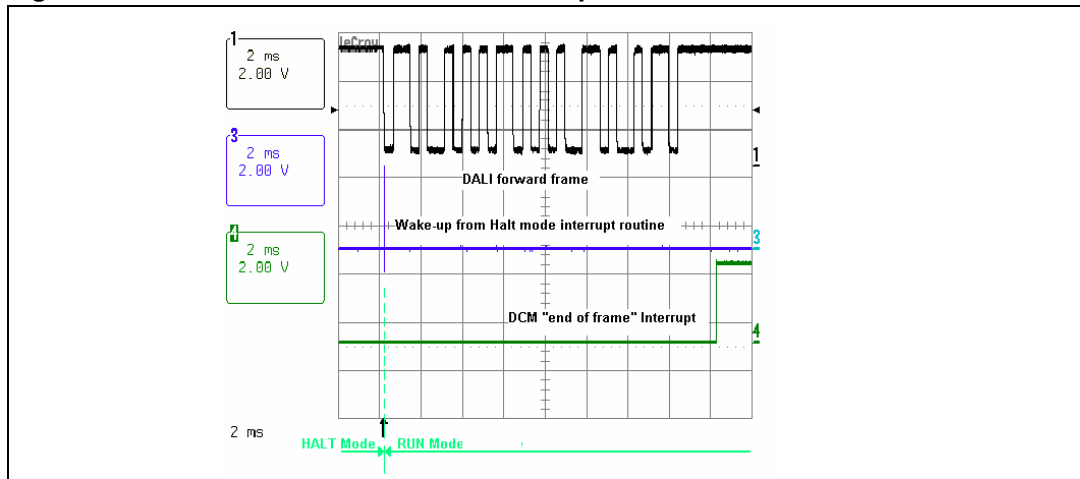 1
2 ms
2.00 V
LeCroy
3
2 ms
2.00 V
1
DALI forward frame
Wake-up from Halt mode interrupt routine
4
2 ms
2.00 V
3
DCM "end of frame" Interrupt
4
2 ms
HALT Mode RUN Mode